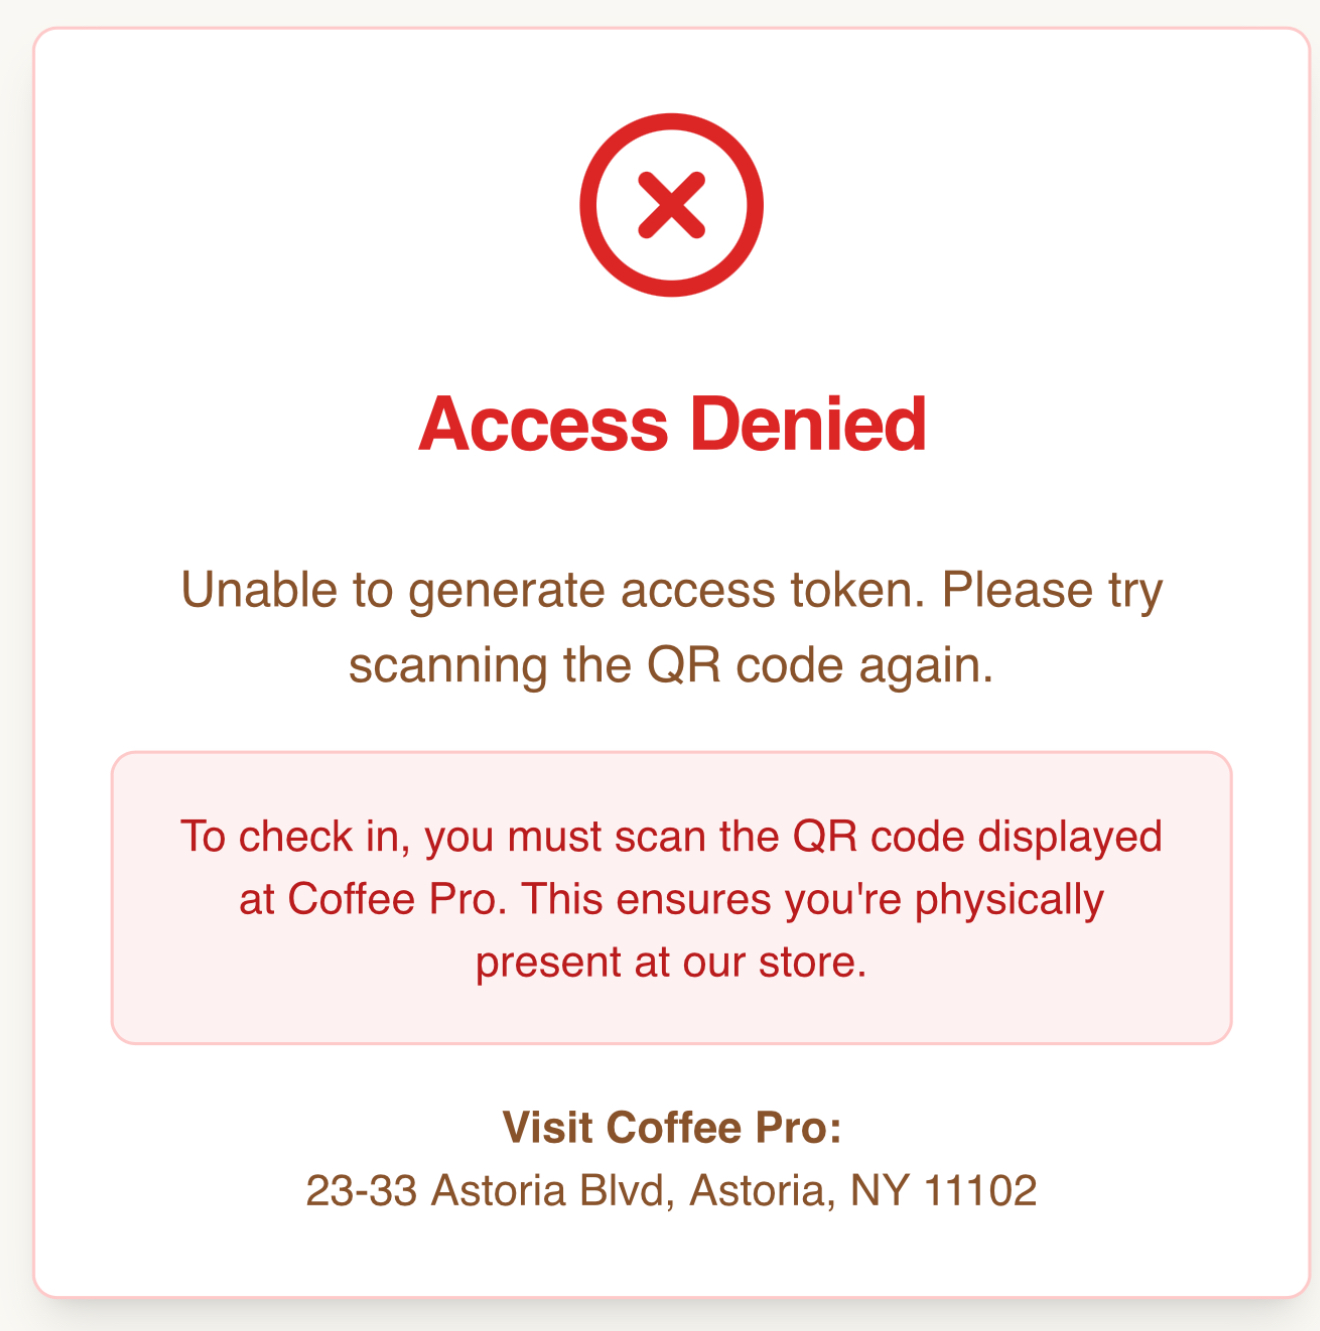 Access Denied
Unable to generate access token. Please try
scanning the QR code again.
To check in, you must scan the QR code displayed
at Coffee Pro. This ensures you're physically
present at our store.
Visit Coffee Pro:
23-33 Astoria Blvd, Astoria, NY 11102